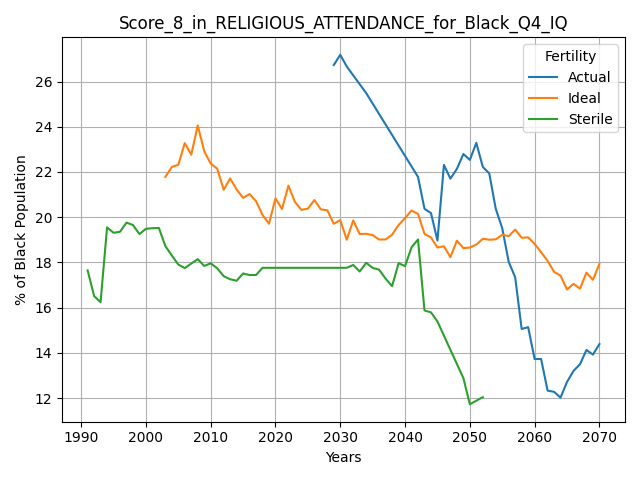 Score_8_in_RELIGIOUS_ATTENDANCE_for_Black_Q4_IQ
Fertility
Actual
Ideal
Sterile
% of Black Population
26
24
22
20
18
16
14
12
1990 2000 2010 2020 2030 2040 2050 2060 2070
Years